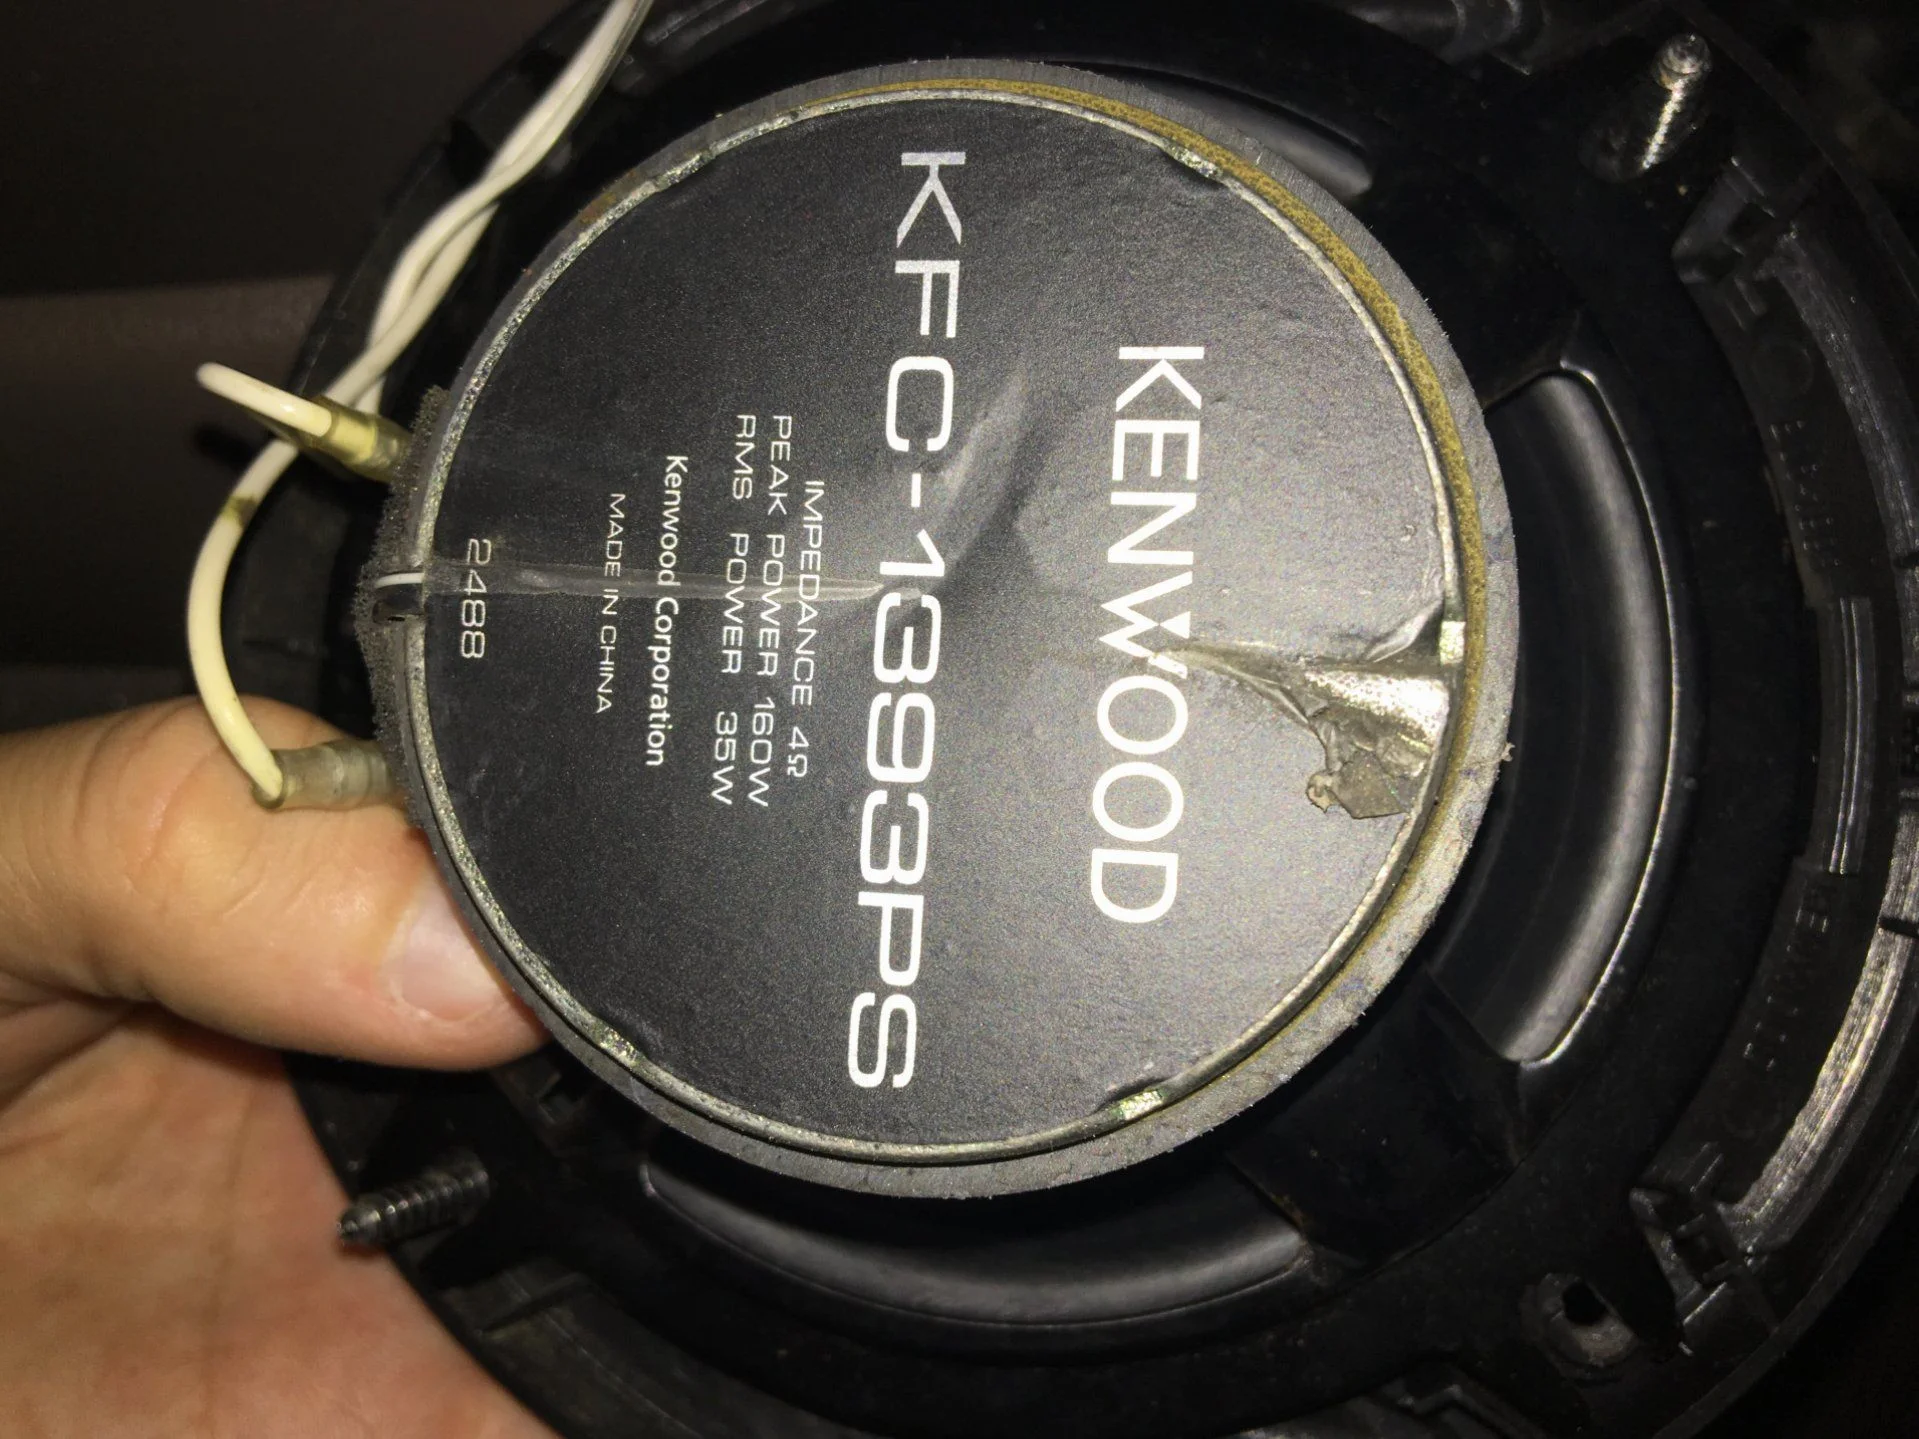 KENWOOD
KFC-1393PS
IMPEDANCE 4Ω
PEAK POWER 160W
RMS POWER 35W
Kenwood Corporation
MADE IN CHINA
2488